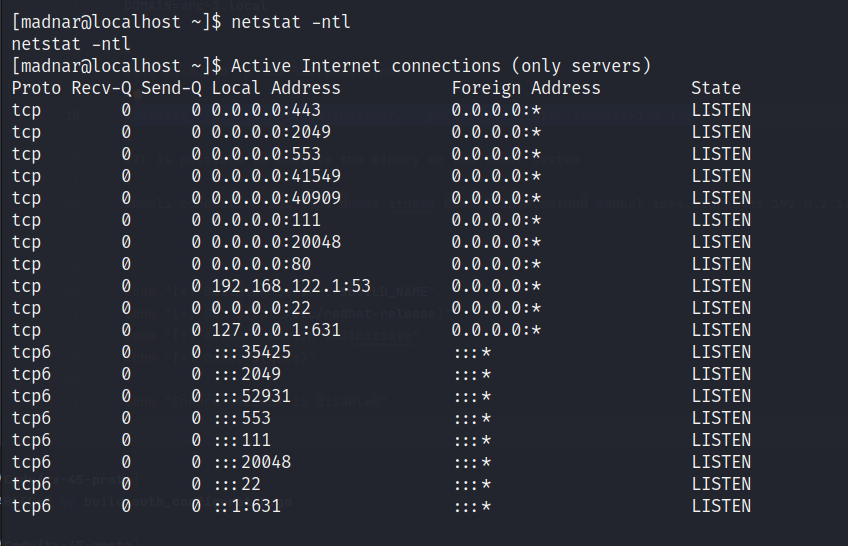 [madnar@localhost ~]$ netstat -ntl
netstat -ntl
[madnar@localhost ~]$ Active Internet connections (only servers)
Proto Recv-Q Send-Q Local Address           Foreign Address         State
tcp        0      0 0.0.0.0:443             0.0.0.0:*               LISTEN
tcp        0      0 0.0.0.0:2049            0.0.0.0:*               LISTEN
tcp        0      0 0.0.0.0:553             0.0.0.0:*               LISTEN
tcp        0      0 0.0.0.0:41549           0.0.0.0:*               LISTEN
tcp        0      0 0.0.0.0:40909           0.0.0.0:*               LISTEN
tcp        0      0 0.0.0.0:111             0.0.0.0:*               LISTEN
tcp        0      0 0.0.0.0:20048           0.0.0.0:*               LISTEN
tcp        0      0 0.0.0.0:80              0.0.0.0:*               LISTEN
tcp        0      0 192.168.122.1:53        0.0.0.0:*               LISTEN
tcp        0      0 0.0.0.0:22              0.0.0.0:*               LISTEN
tcp        0      0 127.0.0.1:631           0.0.0.0:*               LISTEN
tcp6       0      0 :::35425                :::*                    LISTEN
tcp6       0      0 :::2049                 :::*                    LISTEN
tcp6       0      0 :::52931                :::*                    LISTEN
tcp6       0      0 :::553                  :::*                    LISTEN
tcp6       0      0 :::111                  :::*                    LISTEN
tcp6       0      0 :::20048                :::*                    LISTEN
tcp6       0      0 :::22                   :::*                    LISTEN
tcp6       0      0 ::1:631                 :::*                    LISTEN